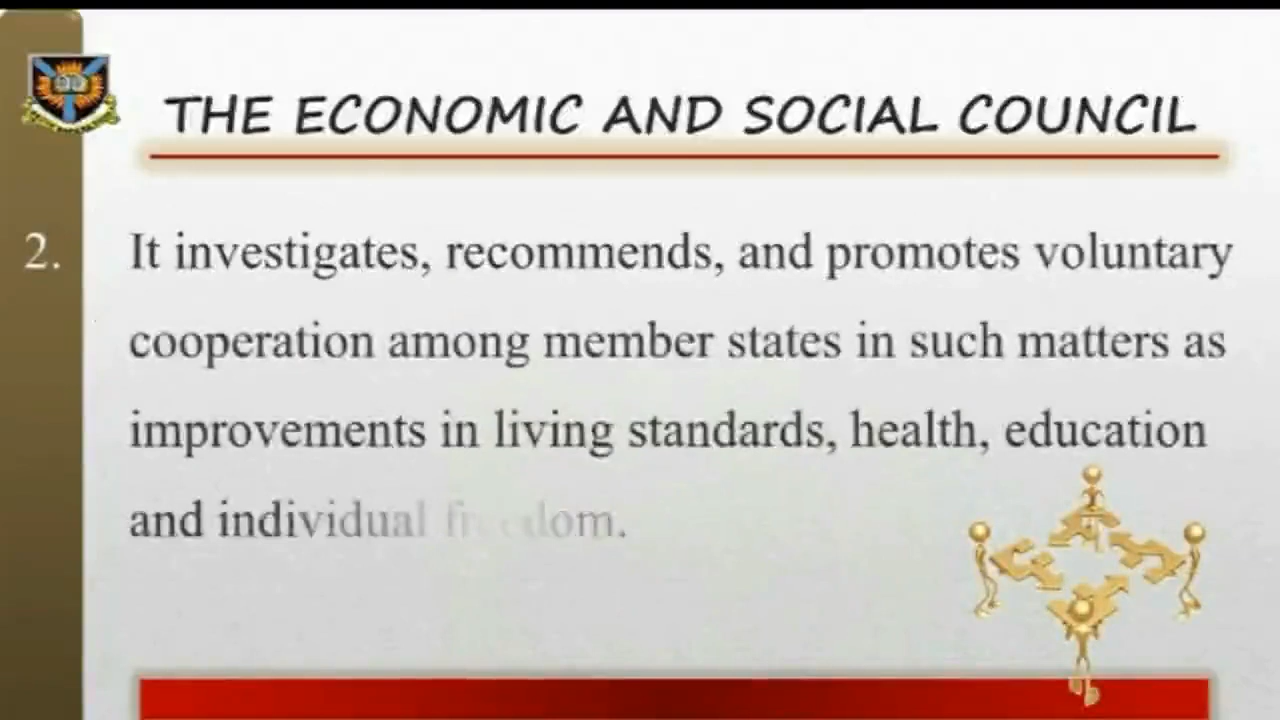 THE ECONOMIC AND SOCIAL COUNCIL
2. It investigates, recommends, and promotes voluntary
cooperation among member states in such matters as
improvements in living standards, health, education
and individual freedom.